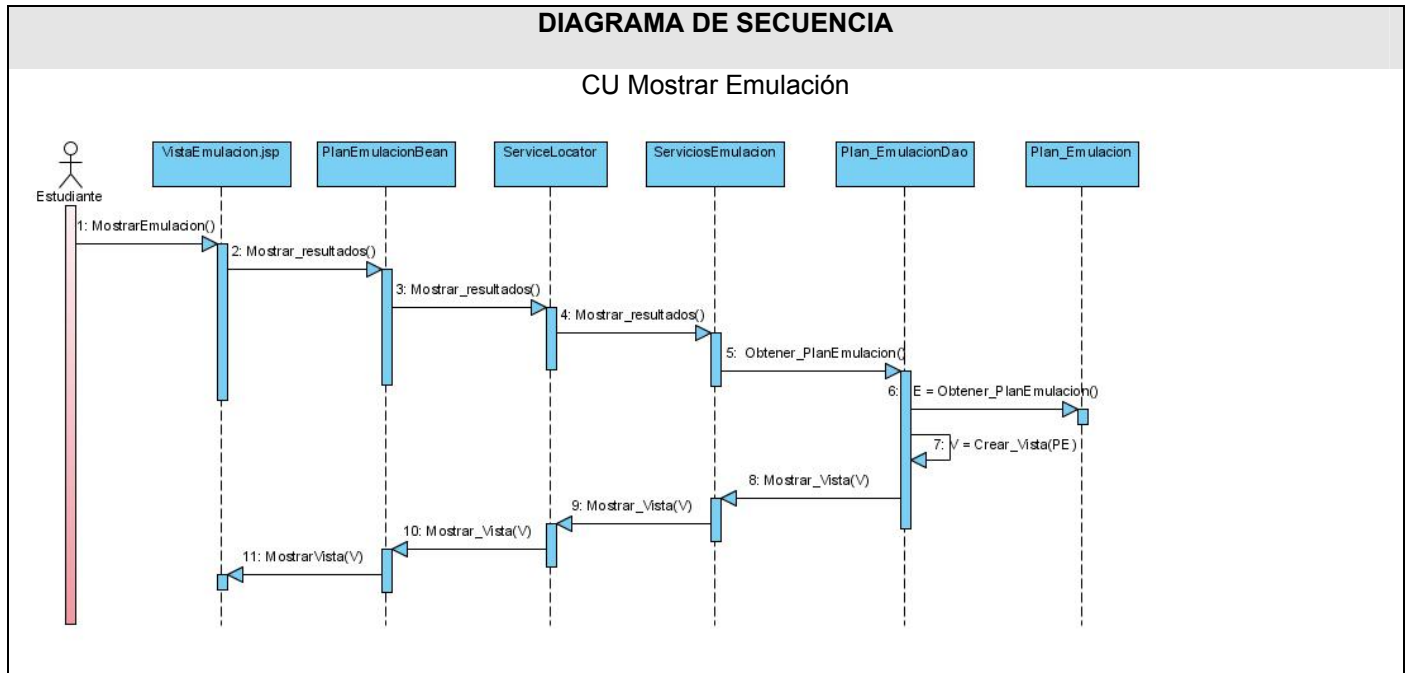 DIAGRAMA DE SECUENCIA
CU Mostrar Emulación
Estudiante
VistaEmulacion.jsp
PlanEmulacionBean
ServiceLocator
ServiciosEmulacion
Plan_EmulacionDao
Plan_Emulacion
1: MostrarEmulacion()
2: Mostrar_resultados()
3: Mostrar_resultados()
4: Mostrar_resultados()
5: Obtener_PlanEmulacion()
6: E = Obtener_PlanEmulacion()
7: V = Crear_Vista(PE)
8: Mostrar_Vista(V)
9: Mostrar_Vista(V)
10: Mostrar_Vista(V)
11: MostrarVista(V)